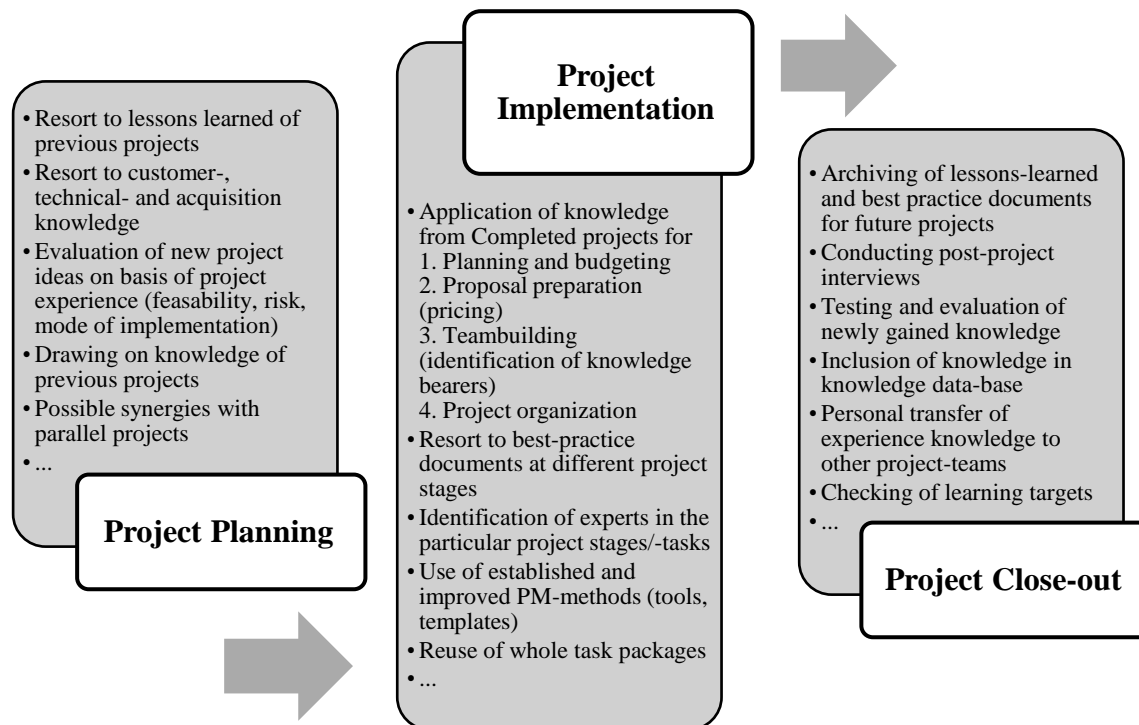 • Resort to lessons learned of
previous projects
• Resort to customer-,
technical- and acquisition
knowledge
• Evaluation of new project
ideas on basis of project
experience (feasability, risk,
mode of implementation)
• Drawing on knowledge of
previous projects
• Possible synergies with
parallel projects
• ...
Project Planning
Project
Implementation
• Application of knowledge
from Completed projects for
1. Planning and budgeting
2. Proposal preparation
(pricing)
3. Teambuilding
(identification of knowledge
bearers)
4. Project organization
• Resort to best-practice
documents at different project
stages
• Identification of experts in the
particular project stages/-tasks
• Use of established and
improved PM-methods (tools,
templates)
• Reuse of whole task packages
• ...
• Archiving of lessons-learned
and best practice documents
for future projects
• Conducting post-project
interviews
• Testing and evaluation of
newly gained knowledge
• Inclusion of knowledge in
knowledge data-base
• Personal transfer of
experience knowledge to
other project-teams
• Checking of learning targets
• ...
Project Close-out